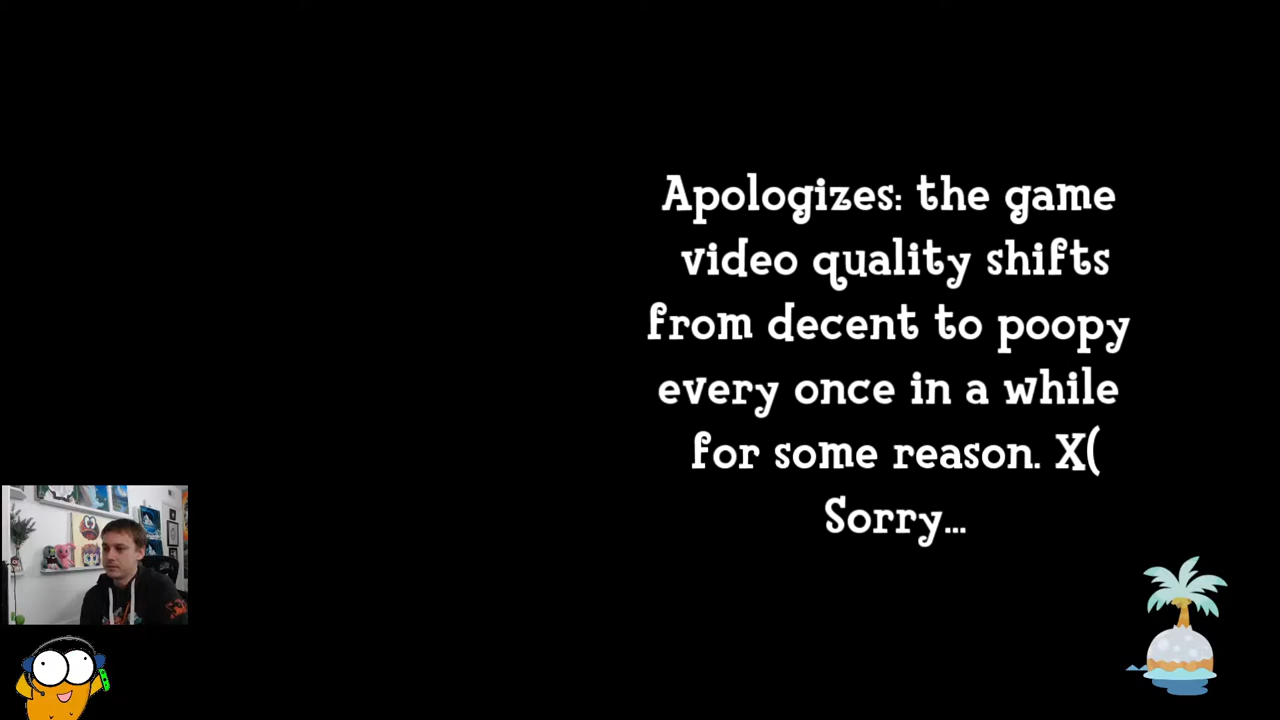 Apologizes: the game
video quality shifts
from decent to poopy
every once in a while
for some reason. X(
Sorry...